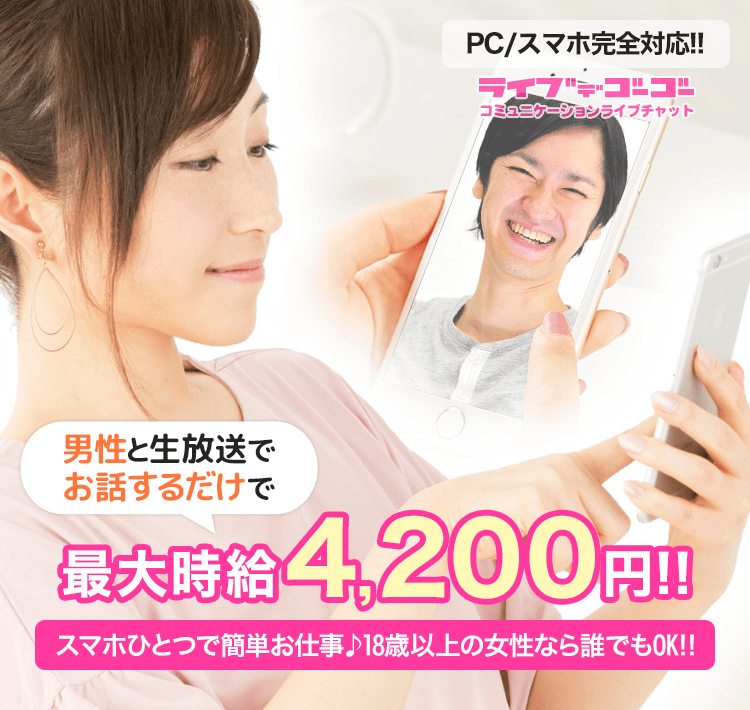 PC/スマホ完全対応!!
ライブデゴーゴー
コミュニケーションライブチャット
男性と生放送で
お話するだけで
最大時給4,200円!!
スマホひとつで簡単お仕事♪18歳以上の女性なら誰でもOK!!